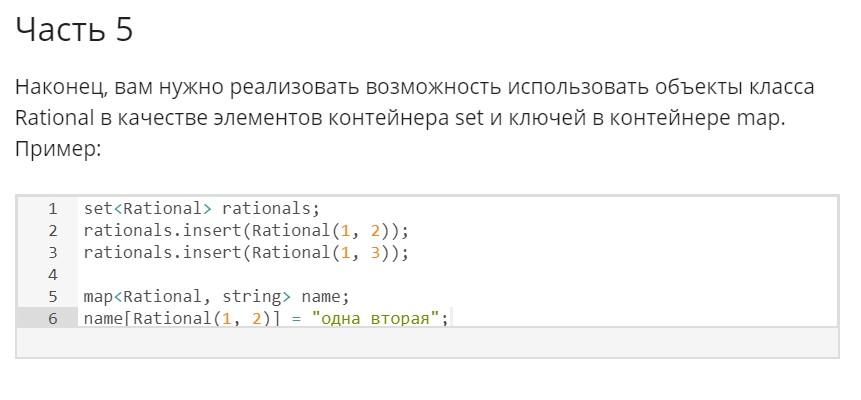 Часть 5
Наконец, вам нужно реализовать возможность использовать объекты класса
Rational в качестве элементов контейнера set и ключей в контейнере map.
Пример:
1 set<Rational> rationals;
2 rationals.insert(Rational(1, 2));
3 rationals.insert(Rational(1, 3));
4
5 map<Rational, string> name;
6 name[Rational(1, 2)] = "одна вторая";